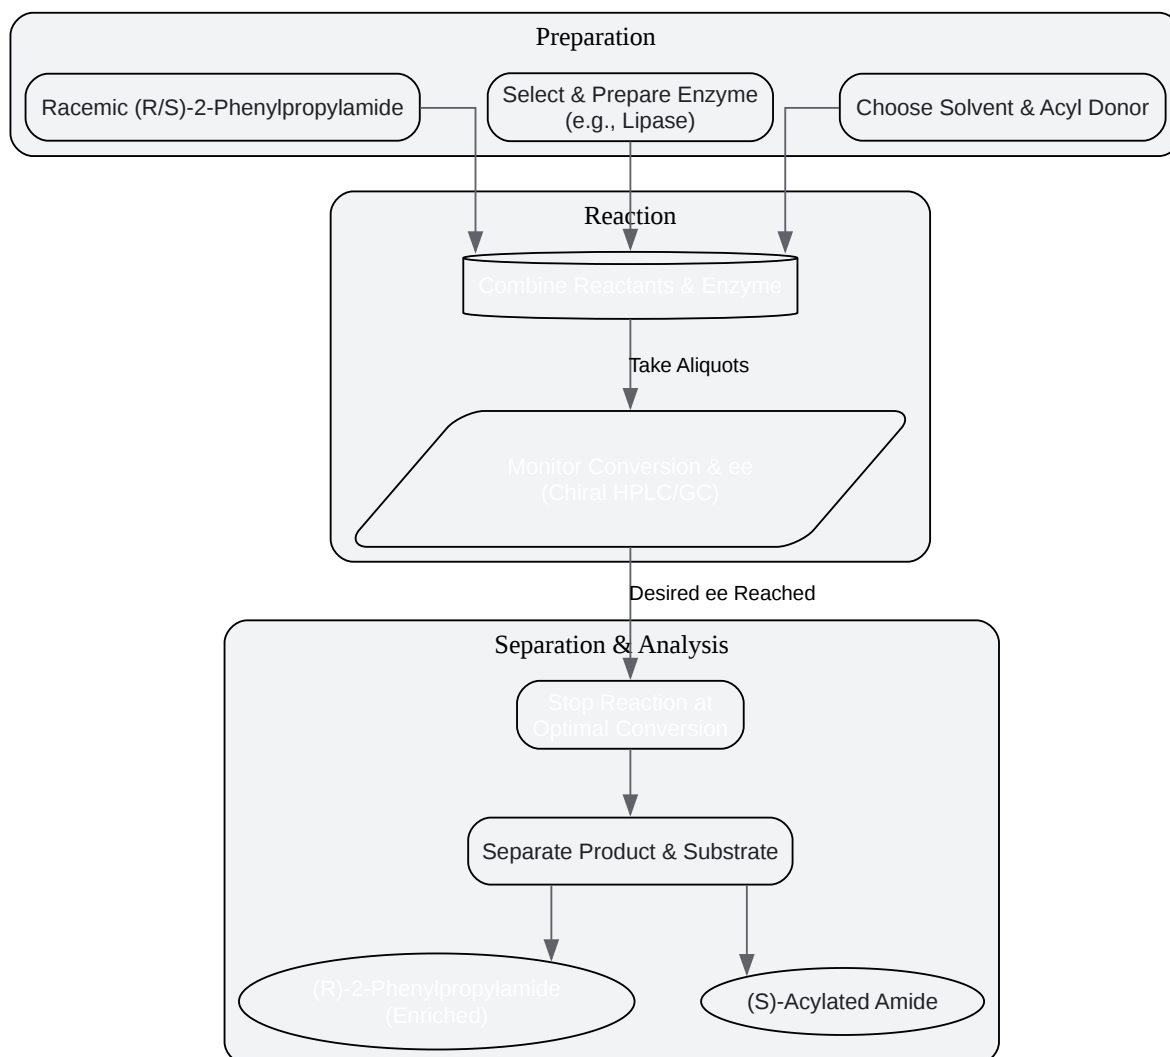 Preparation
Racemic (R/S)-2-Phenylpropylamide
Select & Prepare Enzyme
(e.g., Lipase)
Choose Solvent & Acyl Donor
Reaction
Combine Reactants & Enzyme
Take Aliquots
Monitor Conversion & ee
(Chiral HPLC/GC)
Desired ee Reached
Separation & Analysis
Stop Reaction at
Optimal Conversion
Separate Product & Substrate
(R)-2-Phenylpropylamide
(Enriched)
(S)-Acylated Amide